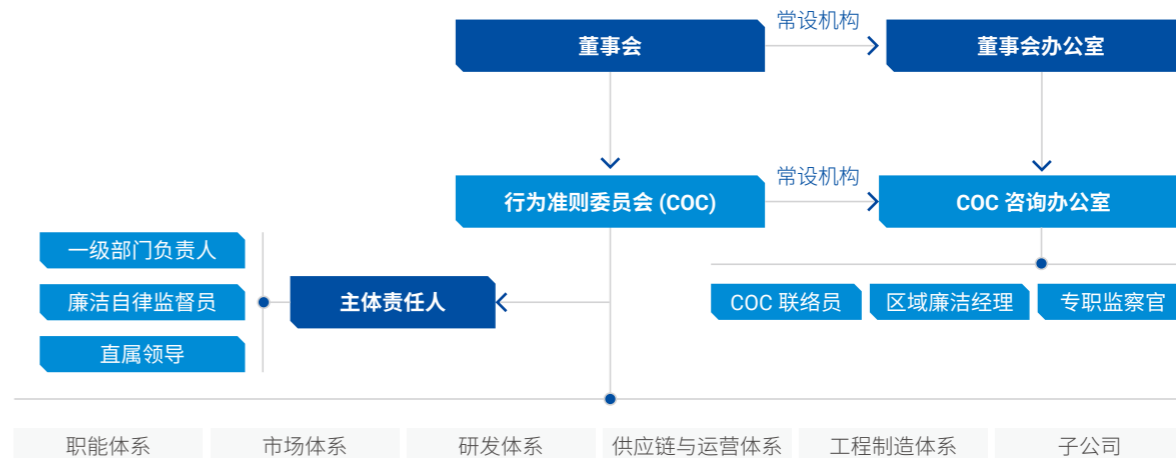 常设机构
董事会
董事会办公室
常设机构
行为准则委员会 (COC)
COC 咨询办公室
一级部门负责人
廉洁自律监督员
直属领导
主体责任人
COC 联络员
区域廉洁经理
专职监察官
职能体系
市场体系
研发体系
供应链与运营体系
工程制造体系
子公司